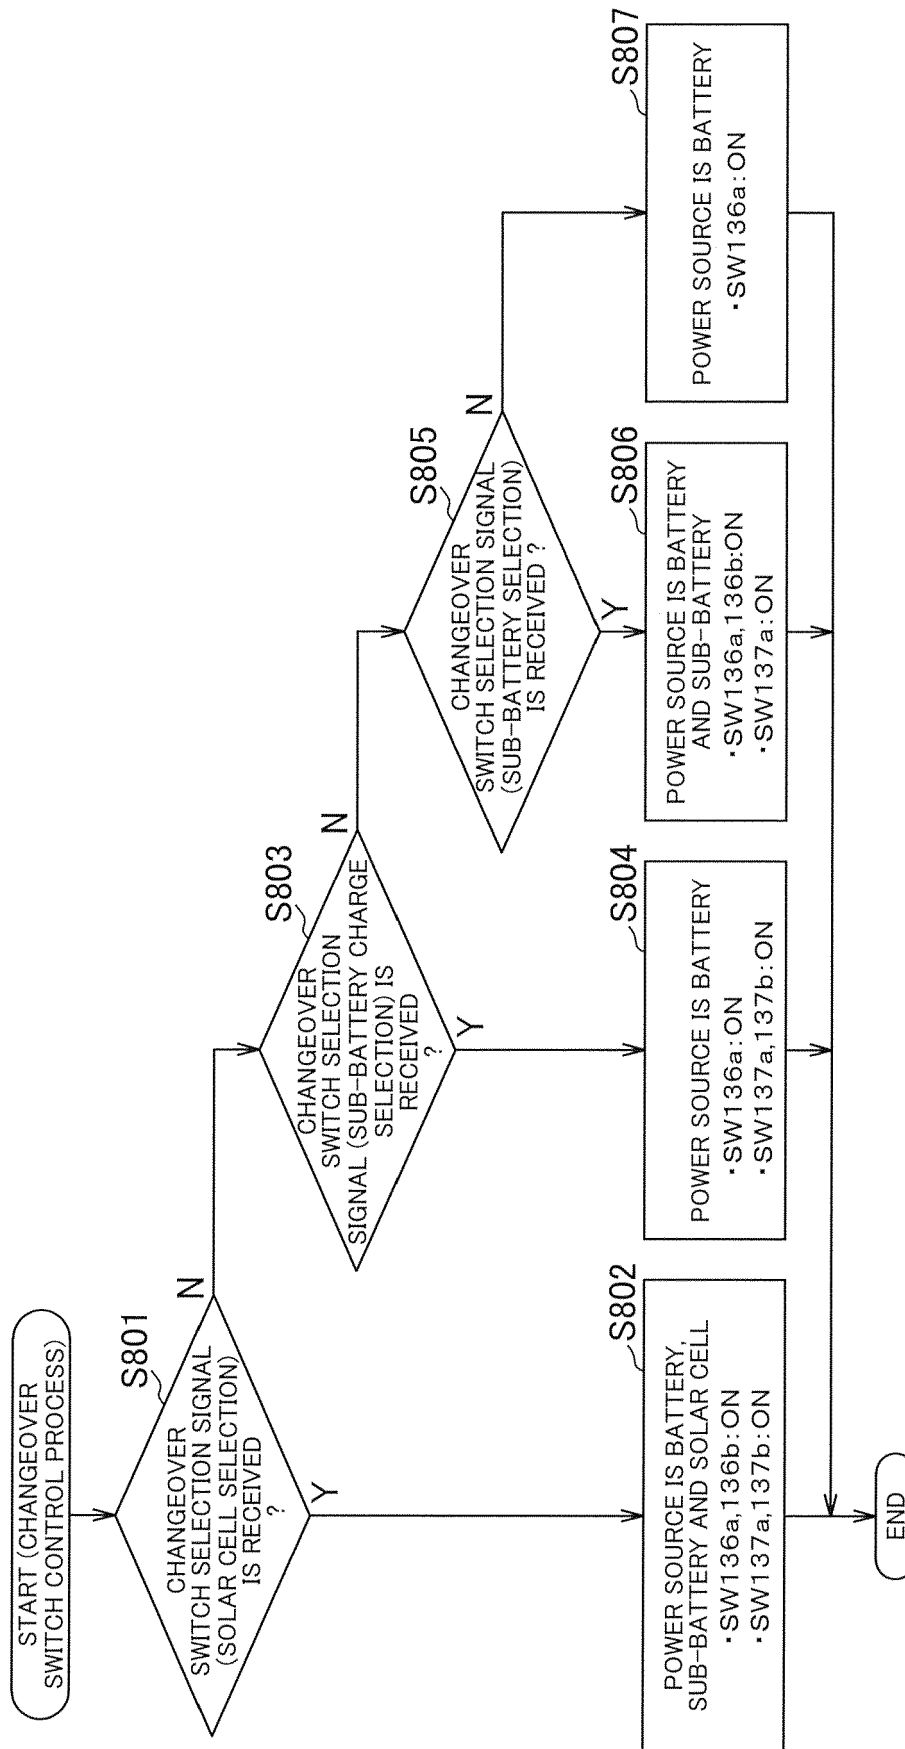 START (CHANGEOVER
SWITCH CONTROL PROCESS)
S801
CHANGEOVER
SWITCH SELECTION SIGNAL
(SOLAR CELL SELECTION)
IS RECEIVED
?
N
Y
S802
POWER SOURCE IS BATTERY,
SUB-BATTERY AND SOLAR CELL
・SW136a,136b:ON
・SW137a,137b:ON
S803
CHANGEOVER
SWITCH SELECTION
SIGNAL (SUB-BATTERY CHARGE
SELECTION) IS
RECEIVED
?
N
Y
S804
POWER SOURCE IS BATTERY
・SW136a:ON
・SW137a,137b:ON
S805
CHANGEOVER
SWITCH SELECTION SIGNAL
(SUB-BATTERY SELECTION)
IS RECEIVED ?
N
Y
S806
POWER SOURCE IS BATTERY
AND SUB-BATTERY
・SW136a,136b:ON
・SW137a:ON
S807
POWER SOURCE IS BATTERY
・SW136a:ON
END